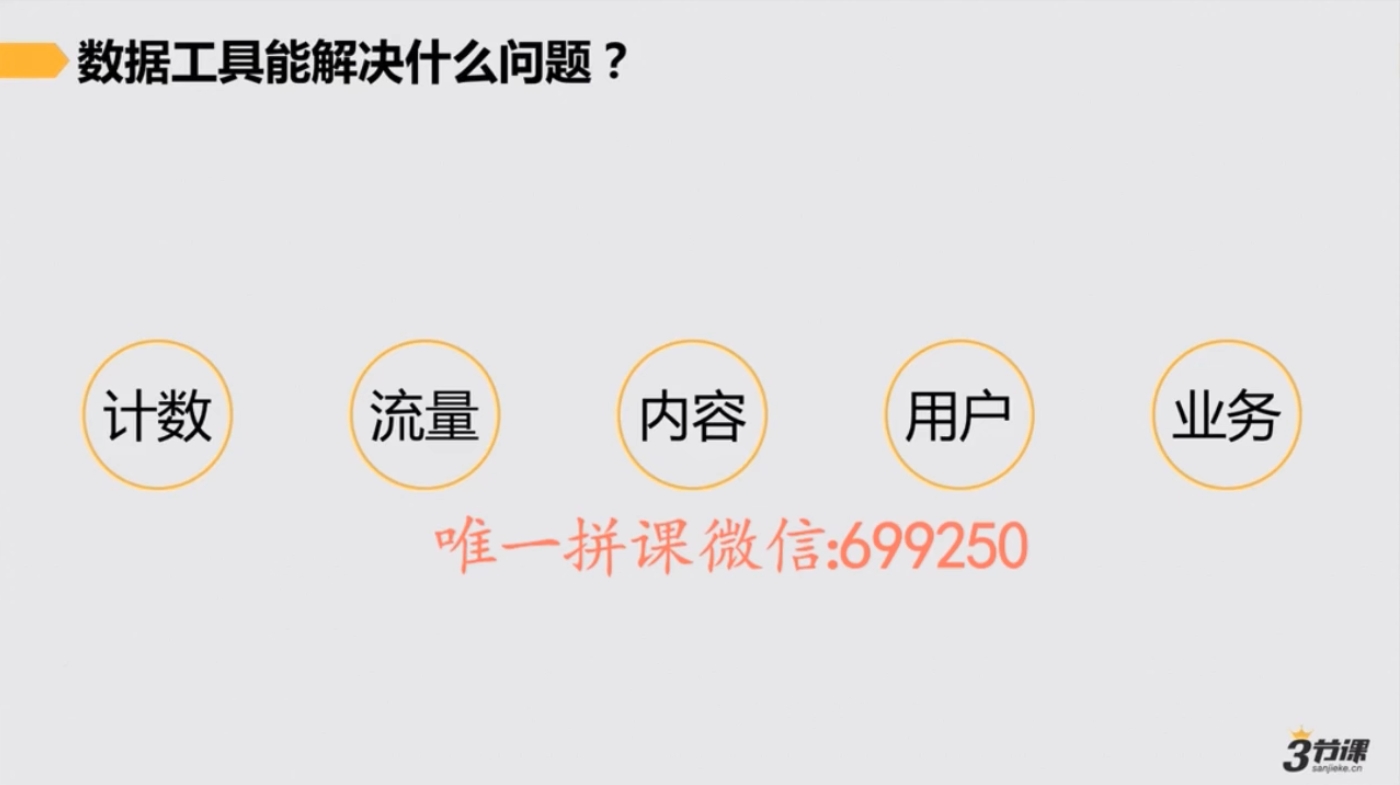 数据工具能解决什么问题？
计数 流量 内容 用户 业务
唯一拼课微信:699250
3节课
sanjieke.cn